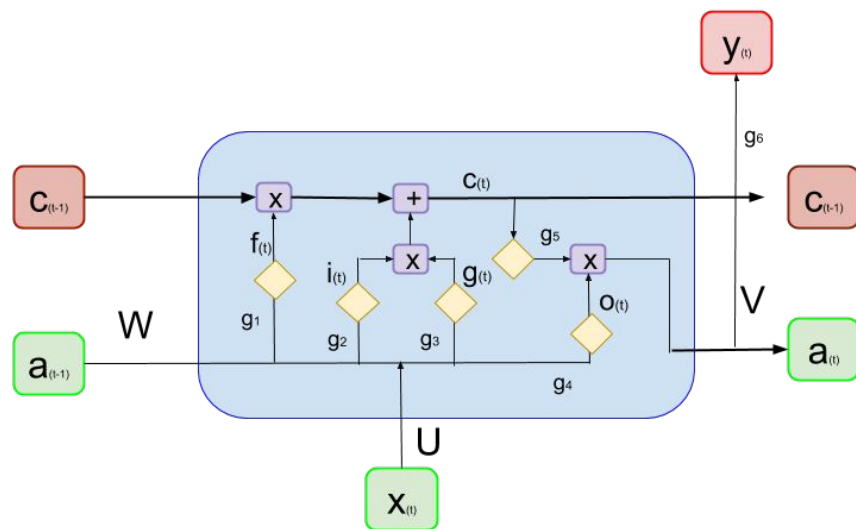 y(t)
g6
c(t-1)
x
+
c(t)
c(t-1)
f(t)
g5
x
x
i(t)
g(t)
o(t)
W
V
g1
g2
g3
a(t-1)
a(t)
g4
U
x(t)